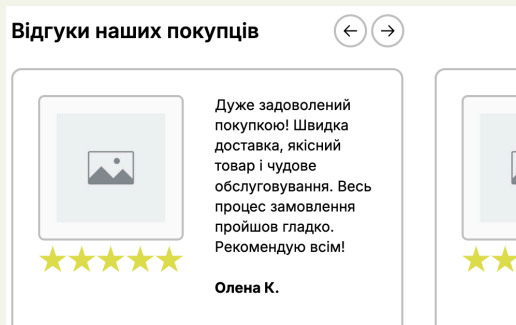 Відгуки наших покупців
Дуже задоволений
покупкою! Швидка
доставка, якісний
товар і чудове
обслуговування. Весь
процес замовлення
пройшов гладко.
Рекомендую всім!
Олена К.